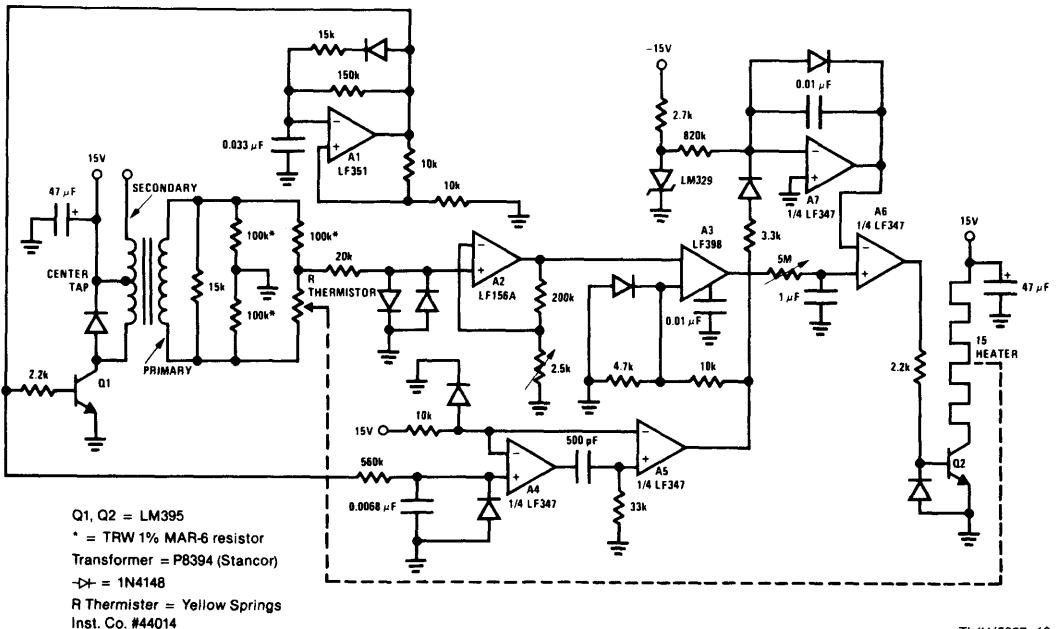 15k
150k
0.033 μF
A1
LF351
10k
10k
15V
47 μF
+
SECONDARY
CENTER
TAP
PRIMARY
15k
100k*
100k*
100k*
R
THERMISTOR
20k
2.2k
Q1
A2
LF156A
200k
2.5k
-15V
2.7k
820k
LM329
0.01 μF
A7
1/4 LF347
3.3k
A3
LF398
0.01 μF
4.7k
10k
5M
1 μF
A6
1/4 LF347
15V
+
47 μF
15
HEATER
2.2k
Q2
15V
10k
560k
0.0068 μF
A4
1/4 LF347
500 pF
33k
A5
1/4 LF347
Q1, Q2 = LM395
* = TRW 1% MAR-6 resistor
Transformer = P8394 (Stancor)
= 1N4148
R Thermister = Yellow Springs
Inst. Co. #44014